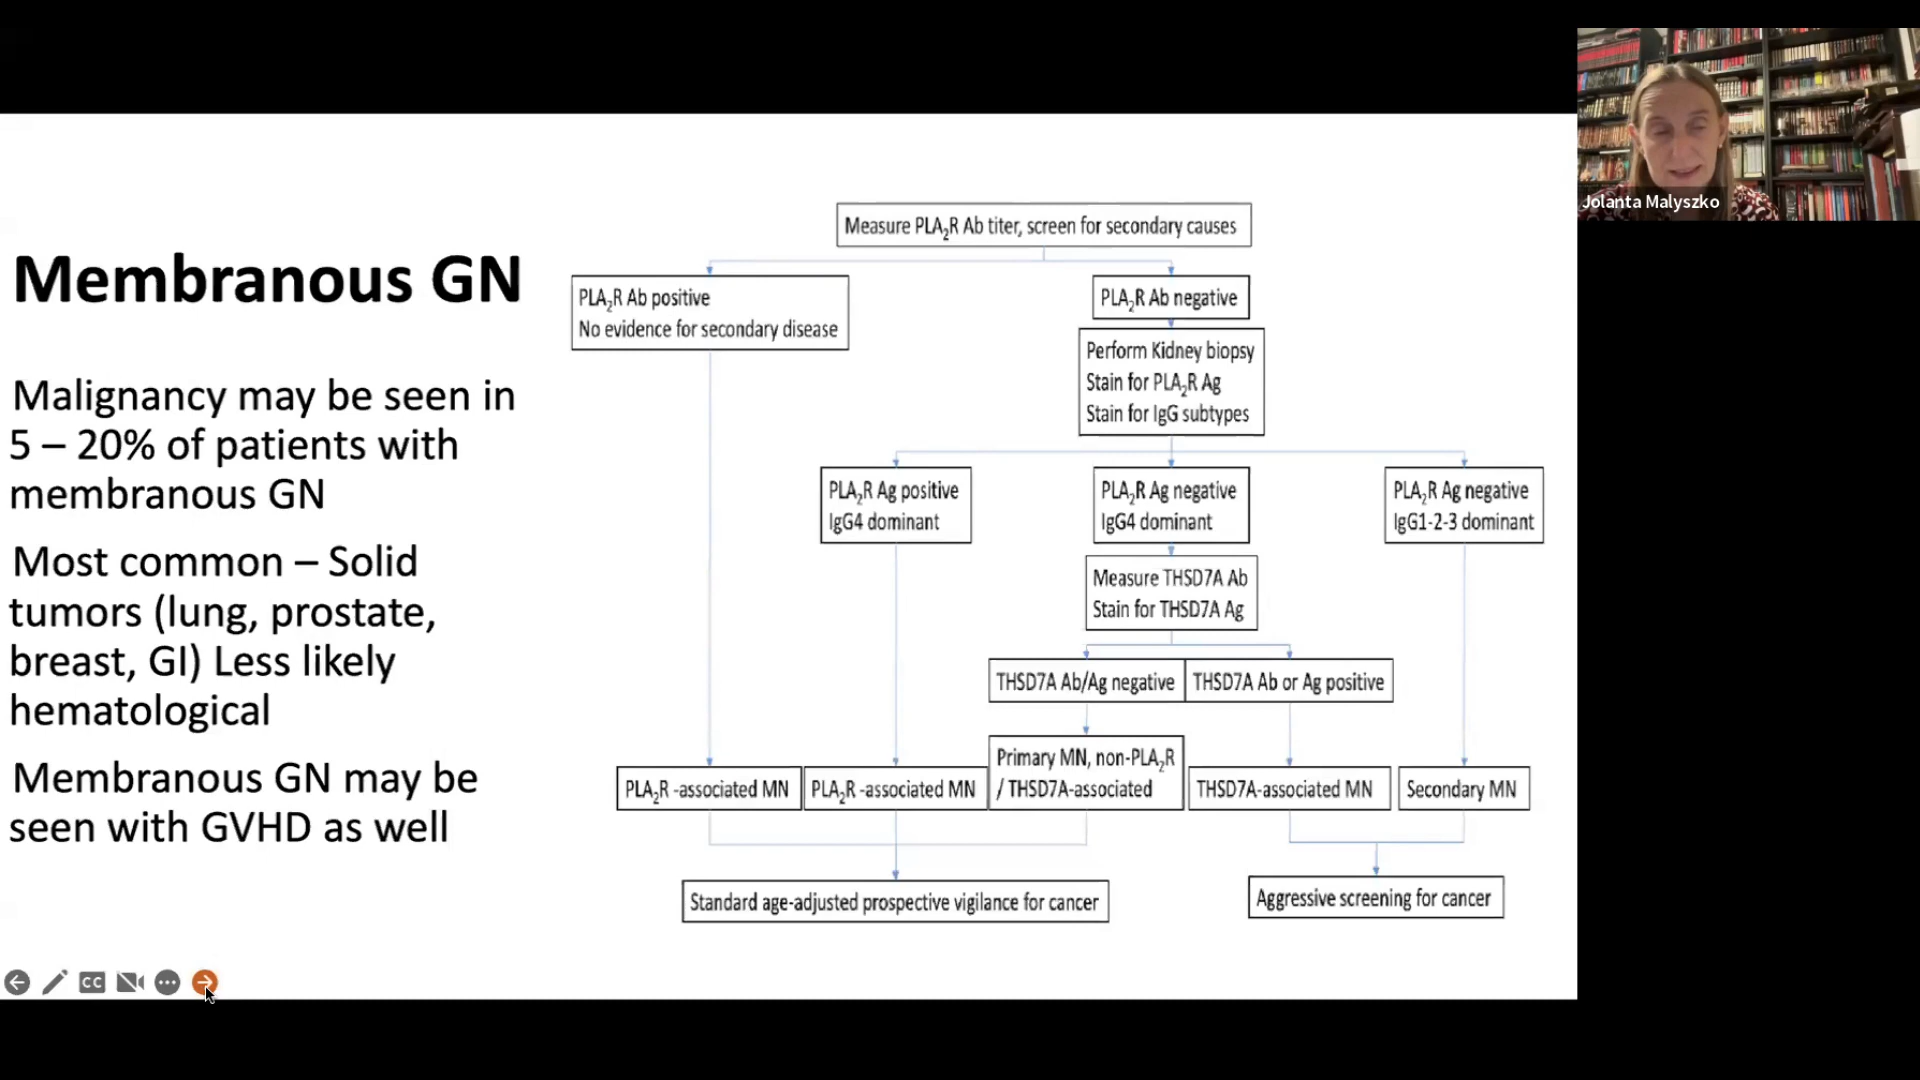 Jolanta Malyszko
Membranous GN
Malignancy may be seen in
5 – 20% of patients with
membranous GN
Most common – Solid
tumors (lung, prostate,
breast, GI) Less likely
hematological
Membranous GN may be
seen with GVHD as well
Measure PLA₂R Ab titer, screen for secondary causes
PLA₂R Ab positive
No evidence for secondary disease
PLA₂R Ab negative
Perform Kidney biopsy
Stain for PLA₂R Ag
Stain for IgG subtypes
PLA₂R Ag positive
IgG4 dominant
PLA₂R Ag negative
IgG4 dominant
PLA₂R Ag negative
IgG1-2-3 dominant
Measure THSD7A Ab
Stain for THSD7A Ag
THSD7A Ab/Ag negative
THSD7A Ab or Ag positive
PLA₂R -associated MN
PLA₂R -associated MN
Primary MN, non-PLA₂R
/ THSD7A-associated
THSD7A-associated MN
Secondary MN
Standard age-adjusted prospective vigilance for cancer
Aggressive screening for cancer
CC